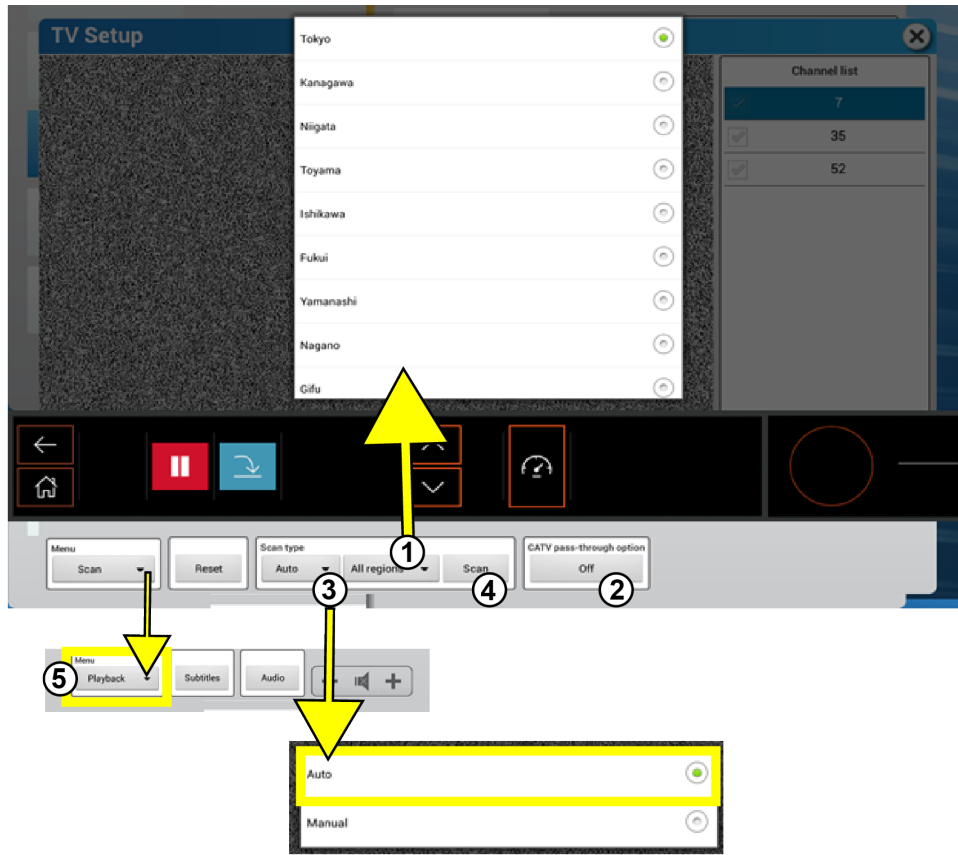 TV Setup
Tokyo
Kanagawa
Niigata
Toyama
Ishikawa
Fukui
Yamanashi
Nagano
Gifu
Channel list
7
35
52
Menu
Scan
Reset
Scan type
Auto
All regions
Scan
CATV pass-through option
Off
1
3
4
2
5
Menu
Playback
Subtitles
Audio
Auto
Manual